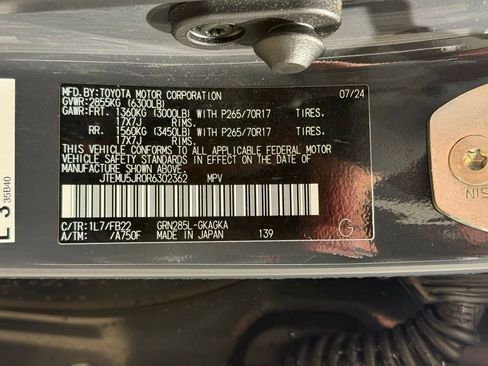 MFD.BY:TOYOTA MOTOR CORPORATION 07/24
GVWR:2855KG (6300LB)
GAWR:FRT. 1360KG (3000LB) WITH P265/70R17 TIRES.
17X7J RIMS.
RR. 1560KG (3450LB) WITH P265/70R17 TIRES.
17X7J RIMS.
THIS VEHICLE CONFORMS TO ALL APPLICABLE FEDERAL MOTOR
VEHICLE SAFETY STANDARDS IN EFFECT ON THE DATE OF
MANUFACTURE SHOWN ABOVE.
JTEMU5JR0R6302362 MPV
C/TR:1L7/FB22 GRN285L-GKAGKA
A/TM: /A750F MADE IN JAPAN 139
G
35B40
NIS